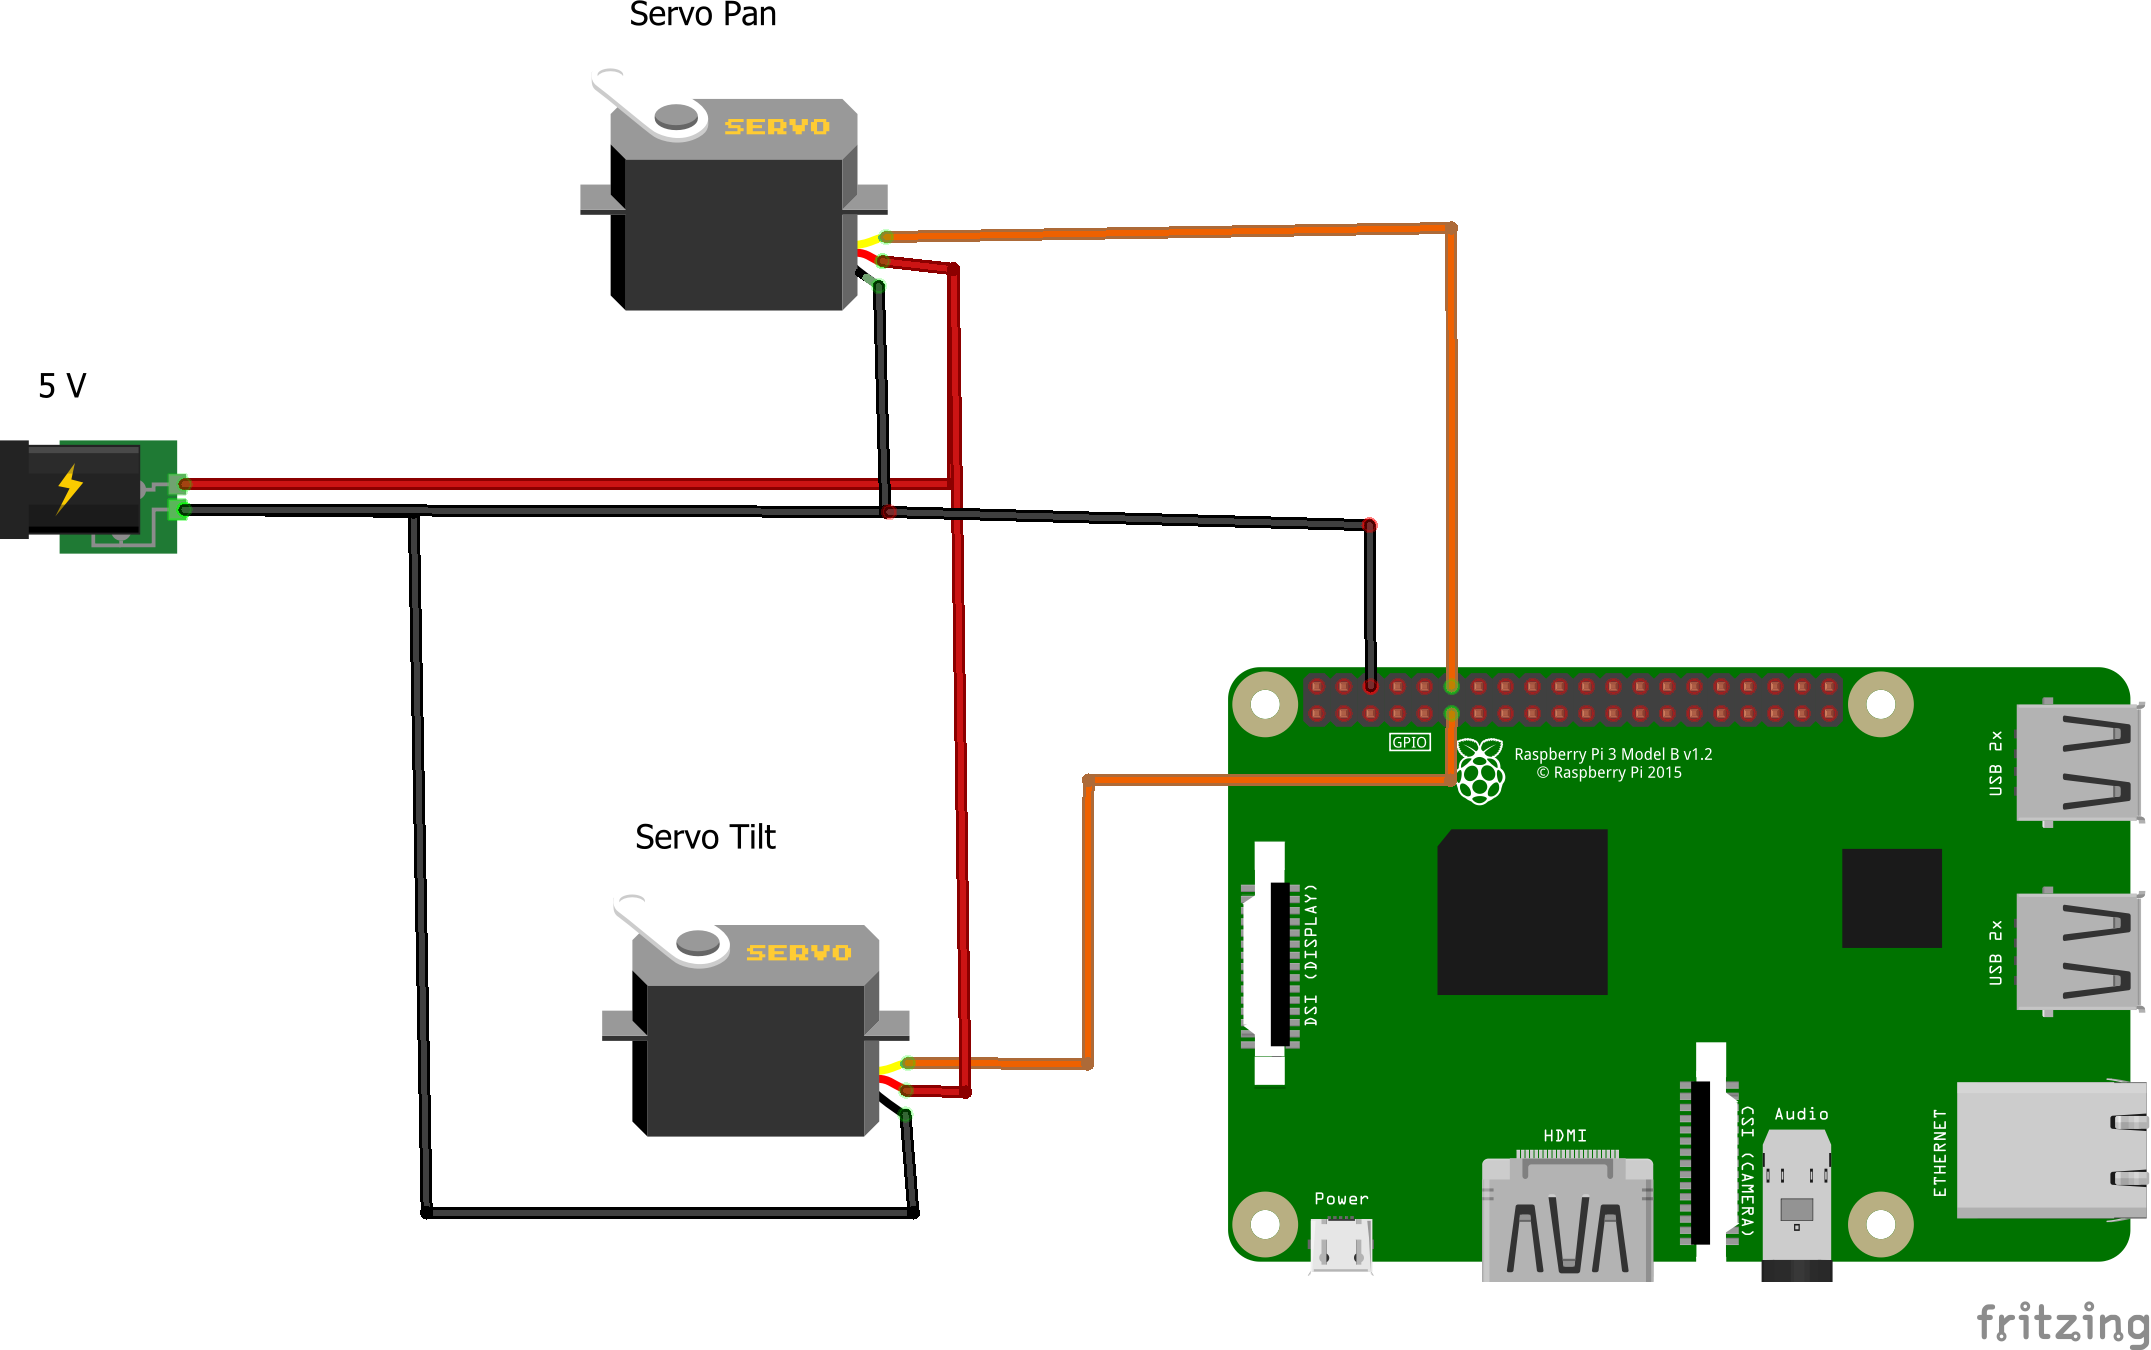 Servo Pan
SERVO
5 V
GPIO
Raspberry Pi 3 Model B v1.2
© Raspberry Pi 2015
USB 2x
Servo Tilt
SERVO
DSI (DISPLAY)
USB 2x
HDMI
CSI (CAMERA)
Audio
ETHERNET
Power
fritzing